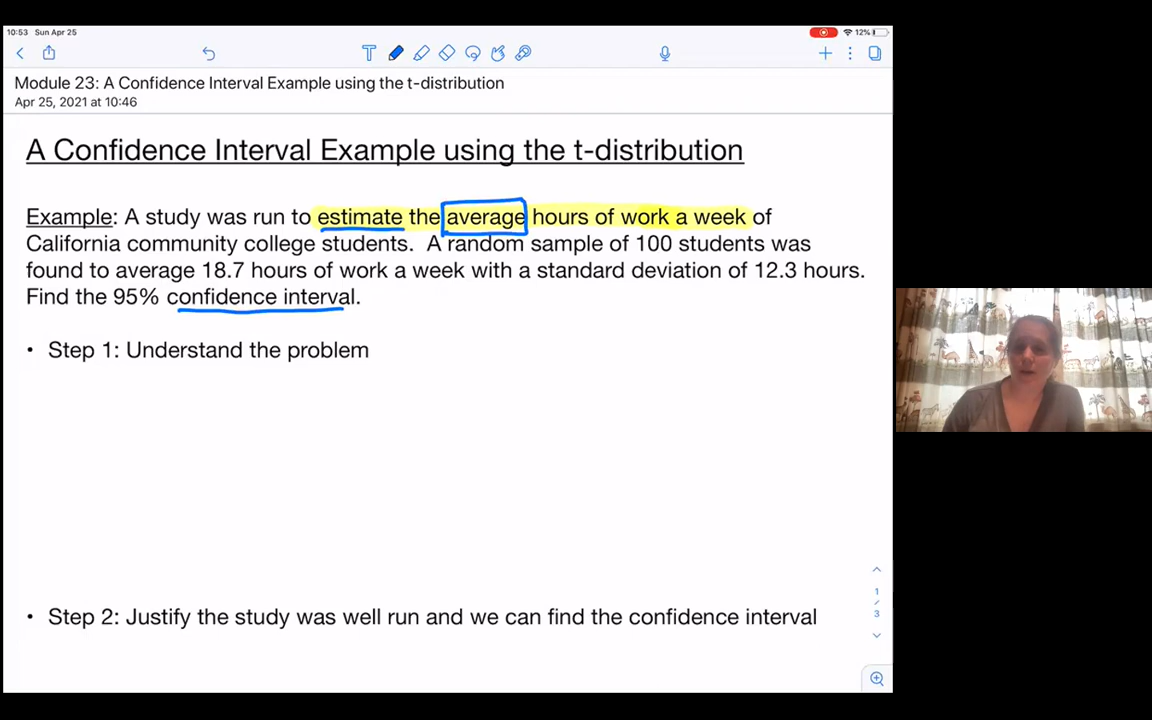 10:53 Sun Apr 25
12%
T
Module 23: A Confidence Interval Example using the t-distribution
Apr 25, 2021 at 10:46
A Confidence Interval Example using the t-distribution
Example: A study was run to estimate the average hours of work a week of
California community college students. A random sample of 100 students was
found to average 18.7 hours of work a week with a standard deviation of 12.3 hours.
Find the 95% confidence interval.
• Step 1: Understand the problem
1
/
3
• Step 2: Justify the study was well run and we can find the confidence interval